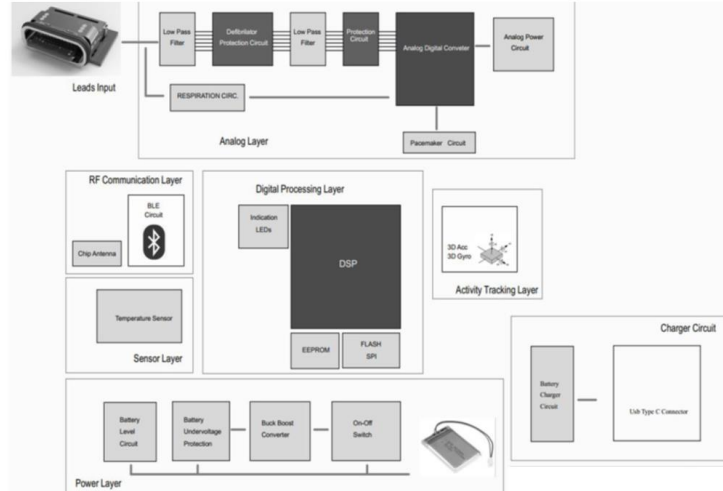 Leads Input
Low Pass
Filter
Defibrilator
Protection Circuit
Low Pass
Filter
Protection
Circuit
Analog Digital Converter
Analog Power
Circuit
RESPIRATION CIRC.
Pacemaker Circuit
Analog Layer
RF Communication Layer
BLE
Circuit
Chip Antenna
Temperature Sensor
Sensor Layer
Digital Processing Layer
Indication
LEDs
DSP
EEPROM
FLASH
SPI
3D Acc
3D Gyro
Activity Tracking Layer
Charger Circuit
Battery
Charger
Circuit
Usb Type C Connector
Battery
Level
Circuit
Battery
Undervoltage
Protection
Buck Boost
Converter
On-Off
Switch
Power Layer